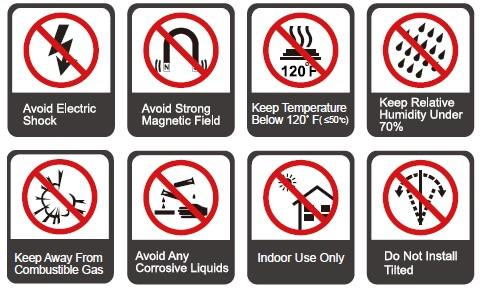 N
N
120°F
Avoid Electric
Shock
Avoid Strong
Magnetic Field
Keep Temperature
Below 120° F(≤50℃)
Keep Relative
Humidity Under
70%
Keep Away From
Combustible Gas
Avoid Any
Corrosive Liquids
Indoor Use Only
Do Not Install
Tilted